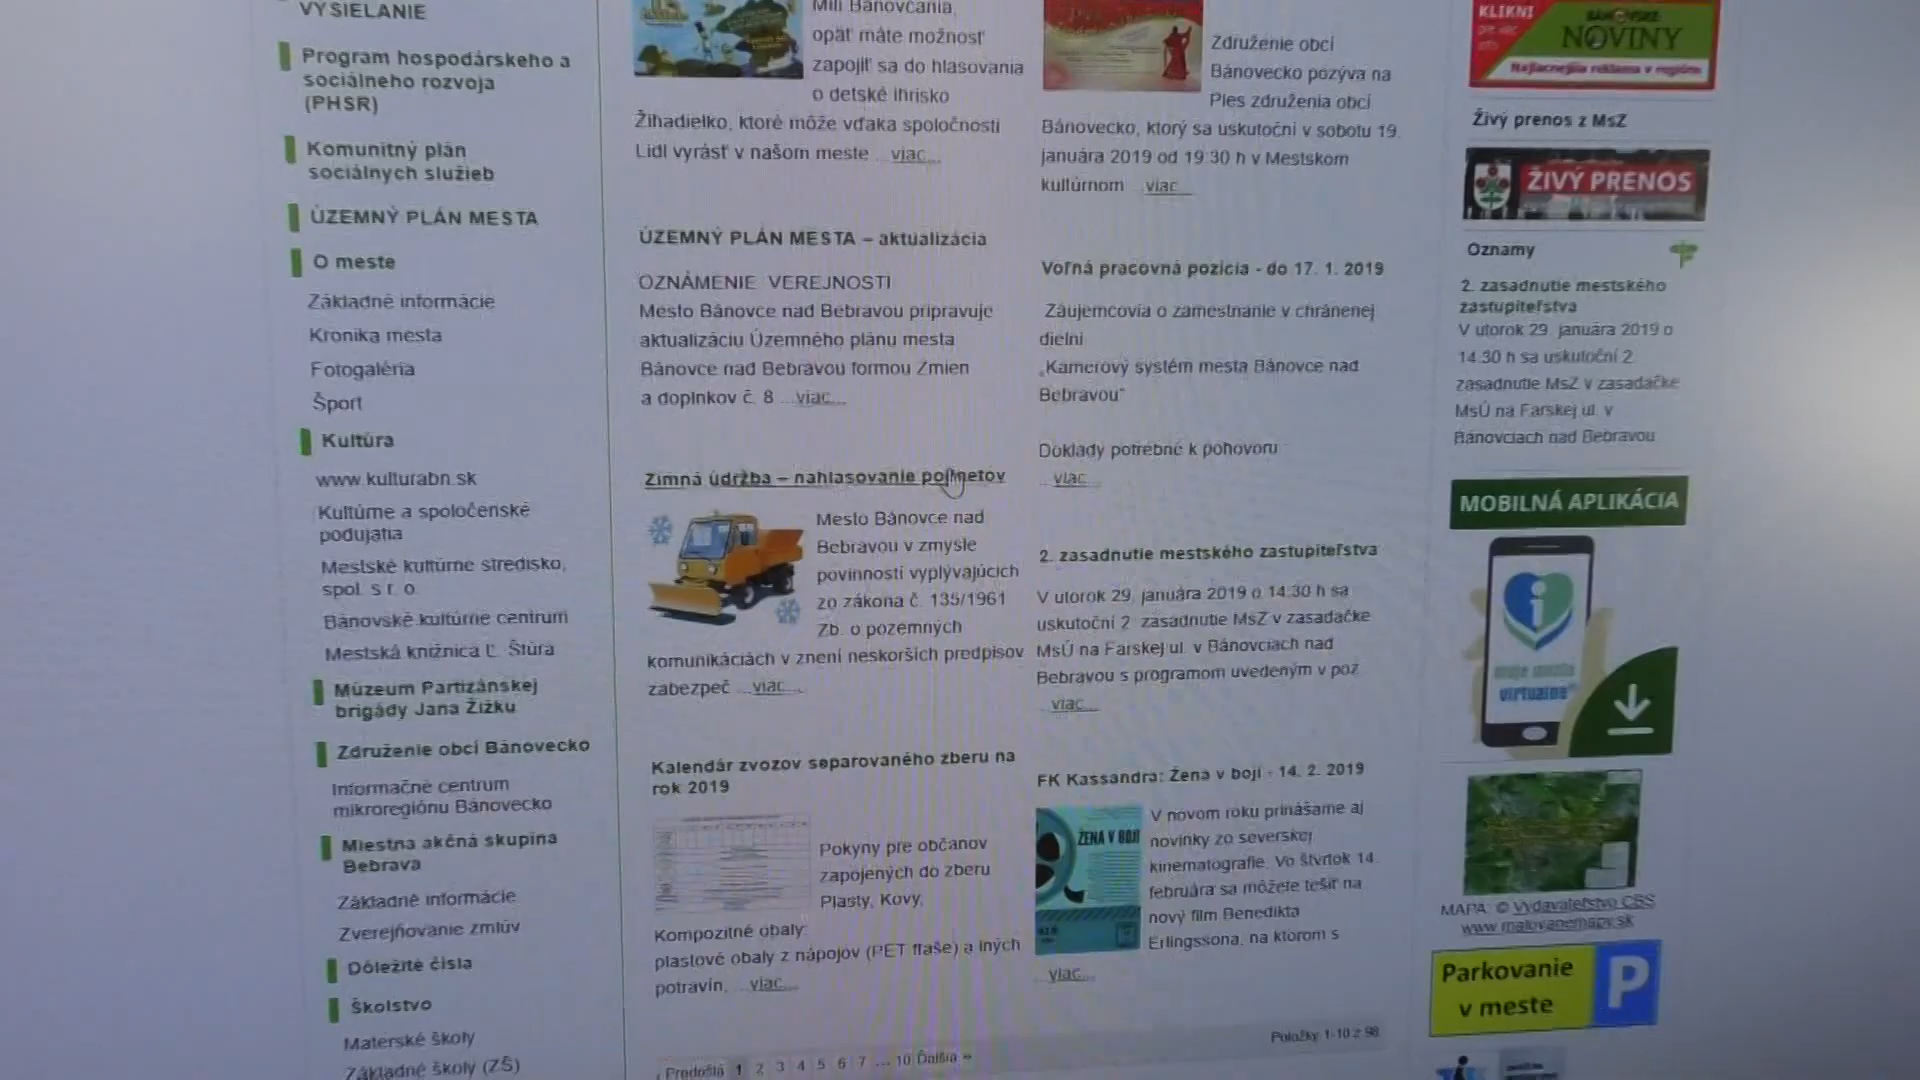 VYSIELANIE
Program hospodárskeho a
sociálneho rozvoja
(PHSR)
Komunitný plán
sociálnych služieb
ÚZEMNÝ PLÁN MESTA
O meste
Základné informácie
Kronika mesta
Fotogaléria
Šport
Kultúra
www.kulturabn.sk
Kultúrne a spoločenské
podujatia
Mestské kultúrne stredisko,
spol. s r. o.
Bánovské kultúrne centrum
Mestská knižnica Ľ. Štúra
Múzeum Partizánskej
brigády Jana Žižku
Združenie obcí Bánovecko
Informačné centrum
mikroregiónu Bánovecko
Miestna akčná skupina
Bebrava
Základné informácie
Zverejňovanie zmlúv
Dôležité čísla
Školstvo
Materské školy
Základné školy (ZŠ)
Milí Bánovčania,
opäť máte možnosť
zapojiť sa do hlasovania
o detské ihrisko
Žihadielko, ktoré môže vďaka spoločnosti
Lidl vyrásť v našom meste ...viac...
ÚZEMNÝ PLÁN MESTA – aktualizácia
OZNÁMENIE VEREJNOSTI
Mesto Bánovce nad Bebravou pripravuje
aktualizáciu Územného plánu mesta
Bánovce nad Bebravou formou Zmien
a doplnkov č. 8 ...viac...
Zimná údržba – nahlasovanie podnetov
Mesto Bánovce nad
Bebravou v zmysle
povinností vyplývajúcich
zo zákona č. 135/1961
Zb. o pozemných
komunikáciách v znení neskorších predpisov
zabezpeč ...viac...
Kalendár zvozov separovaného zberu na
rok 2019
Pokyny pre občanov
zapojených do zberu
Plasty, Kovy,
Kompozitné obaly:
plastové obaly z nápojov (PET fľaše) a iných
potravín, ...viac...
Združenie obcí
Bánovecko pozýva na
Ples združenia obcí
Bánovecko, ktorý sa uskutoční v sobotu 19.
januára 2019 od 19:30 h v Mestskom
kultúrnom ...viac...
Voľná pracovná pozícia - do 17. 1. 2019
Záujemcovia o zamestnanie v chránenej
dielni
„Kamerový systém mesta Bánovce nad
Bebravou“
Doklady potrebné k pohovoru
...viac...
2. zasadnutie mestského zastupiteľstva
V utorok 29. januára 2019 o 14:30 h sa
uskutoční 2. zasadnutie MsZ v zasadačke
MsÚ na Farskej ul. v Bánovciach nad
Bebravou s programom uvedeným v poz
...viac...
FK Kassandra: Žena v boji - 14. 2. 2019
ŽENA V BOJI
V novom roku prinášame aj
novinky zo severskej
kinematografie. Vo štvrtok 14.
februára sa môžete tešiť na
nový film Benedikta
Erlingssona, na ktorom s
...viac...
Položky 1-10 z 98
Predošlá 1 2 3 4 5 6 7 ... 10 Ďalšia »
KLIKNI
pre viac
info
BÁNOVSKÉ
NOVINY
Najlacnejšia reklama v regióne
Živý prenos z MsZ
ŽIVÝ PRENOS
Oznamy
2. zasadnutie mestského
zastupiteľstva
V utorok 29. januára 2019 o
14:30 h sa uskutoční 2.
zasadnutie MsZ v zasadačke
MsÚ na Farskej ul. v
Bánovciach nad Bebravou
MOBILNÁ APLIKÁCIA
virtuálne
MAPA: © Vydavateľstvo CBS
www.malovanemapy.sk
Parkovanie
v meste
P